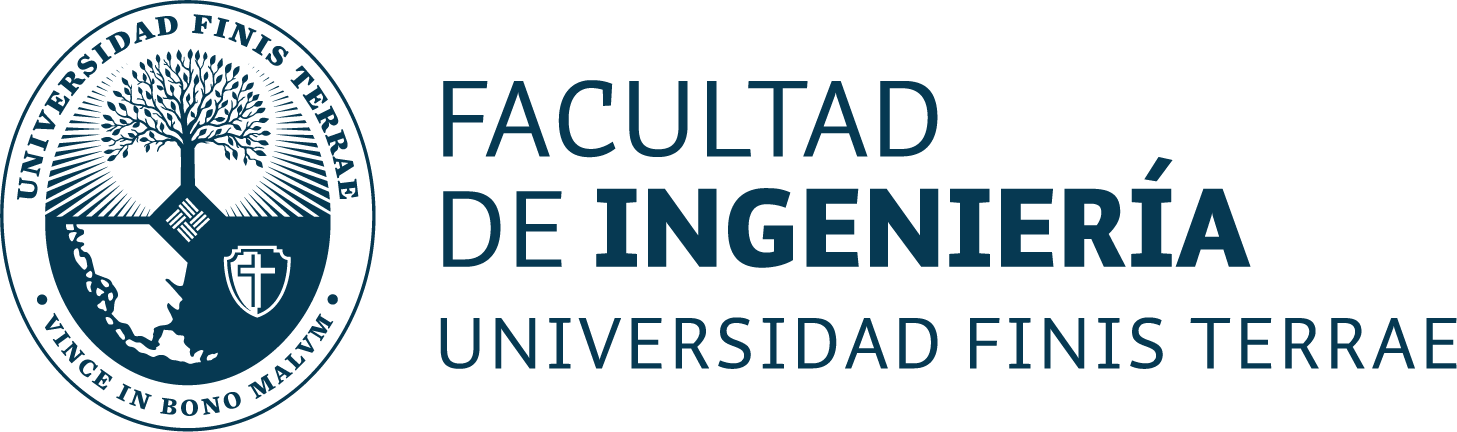 UNIVERSIDAD FINIS TERRAE
VINCE IN BONO MALVM
FACULTAD
DE INGENIERÍA
UNIVERSIDAD FINIS TERRAE